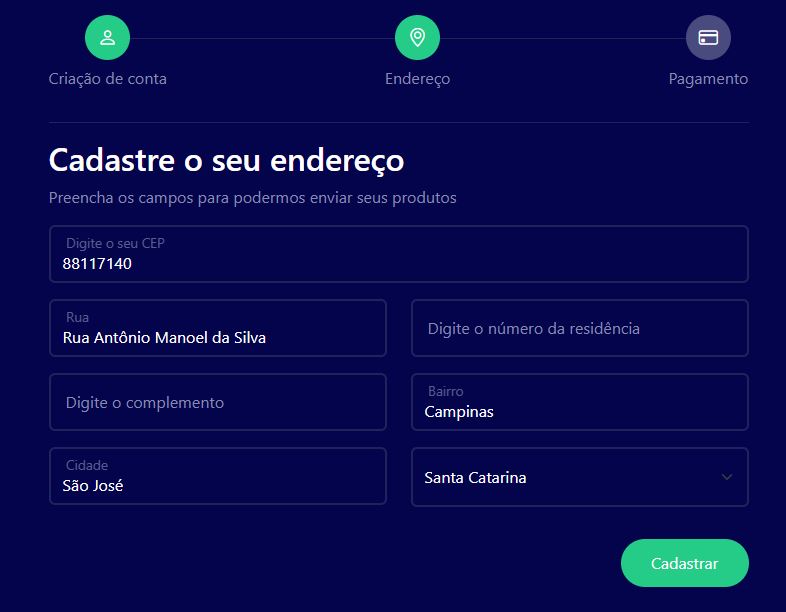 Criação de conta
Endereço
Pagamento
Cadastre o seu endereço
Preencha os campos para podermos enviar seus produtos
Digite o seu CEP
88117140
Rua
Rua Antônio Manoel da Silva
Digite o número da residência
Digite o complemento
Bairro
Campinas
Cidade
São José
Santa Catarina
Cadastrar